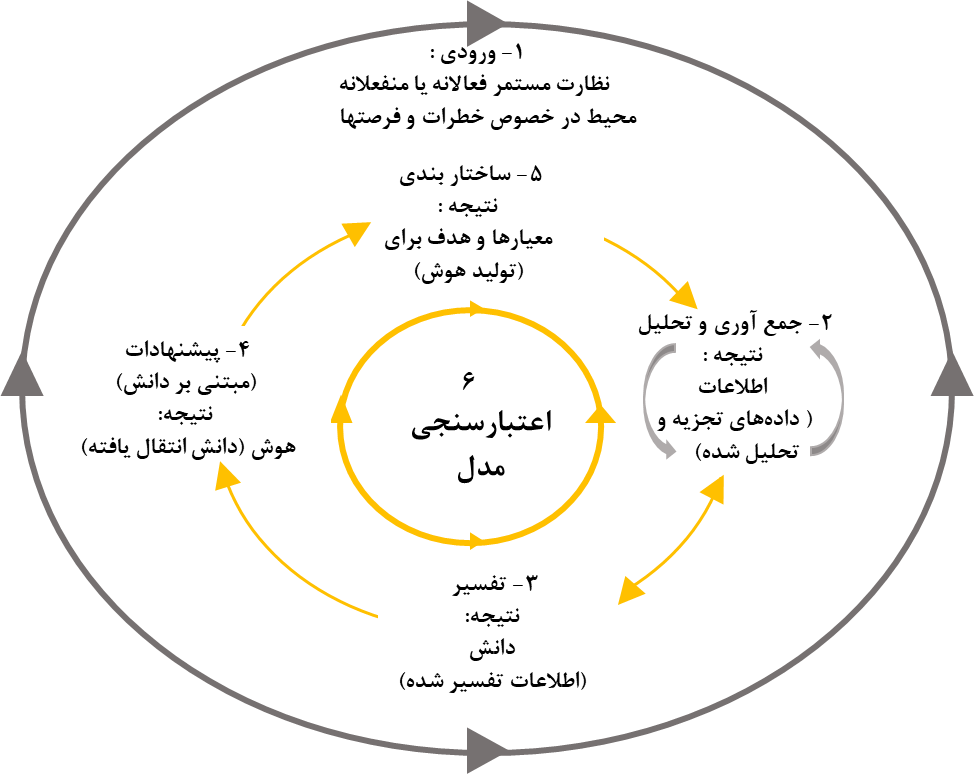 ۱- ورودی :
نظارت مستمر فعالانه یا منفعلانه
محیط در خصوص خطرات و فرصتها
۵- ساختار بندی
نتیجه :
معیارها و هدف برای
(تولید هوش)
۲- جمع آوری و تحلیل
نتیجه :
اطلاعات
( داده‌های تجزیه و
تحلیل شده)
۳- تفسیر
نتیجه:
دانش
(اطلاعات تفسیر شده)
۴- پیشنهادات
(مبتنی بر دانش)
نتیجه:
هوش (دانش انتقال یافته)
۶
اعتبارسنجی
مدل